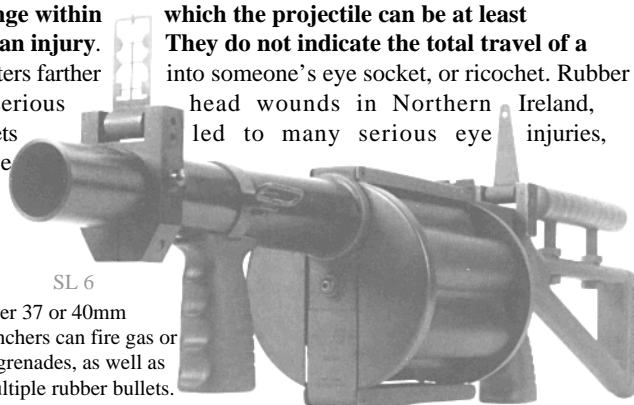 nge within which the projectile can be at least
an injury. They do not indicate the total travel of a
ters farther into someone's eye socket, or ricochet. Rubber
serious head wounds in Northern Ireland,
ets led to many serious eye injuries,
e
SL 6
er 37 or 40mm
nchers can fire gas or
grenades, as well as
ultiple rubber bullets.